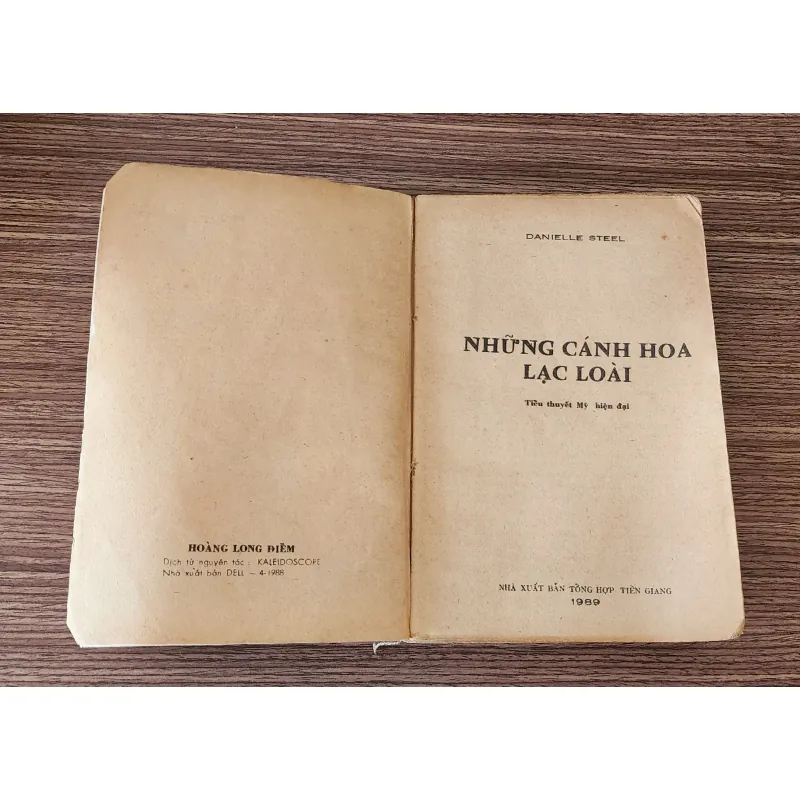 HOÀNG LONG ĐIỀM
Dịch từ nguyên tác : KALEIDOSCOPE
Nhà xuất bản DELL – 4-1988
DANIELLE STEEL
NHỮNG CÁNH HOA
LẠC LOÀI
Tiểu thuyết Mỹ hiện đại
NHÀ XUẤT BẢN TỔNG HỢP TIỀN GIANG
1989